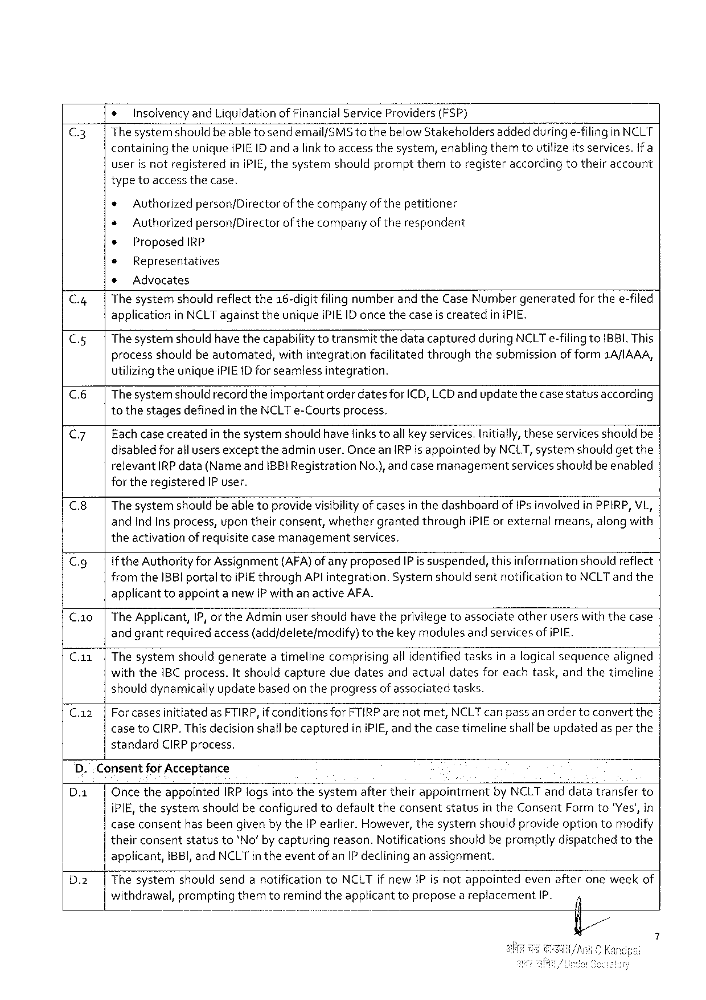 • Insolvency and Liquidation of Financial Service Providers (FSP)
C.3 The system should be able to send email/SMS to the below Stakeholders added during e-filing in NCLT
containing the unique iPIE ID and a link to access the system, enabling them to utilize its services. If a
user is not registered in iPIE, the system should prompt them to register according to their account
type to access the case.
• Authorized person/Director of the company of the petitioner
• Authorized person/Director of the company of the respondent
• Proposed IRP
• Representatives
• Advocates
C.4 The system should reflect the 16-digit filing number and the Case Number generated for the e-filed
application in NCLT against the unique iPIE ID once the case is created in iPIE.
C.5 The system should have the capability to transmit the data captured during NCLT e-filing to IBBI. This
process should be automated, with integration facilitated through the submission of form 1A/IAAA,
utilizing the unique iPIE ID for seamless integration.
C.6 The system should record the important order dates for ICD, LCD and update the case status according
to the stages defined in the NCLT e-Courts process.
C.7 Each case created in the system should have links to all key services. Initially, these services should be
disabled for all users except the admin user. Once an IRP is appointed by NCLT, system should get the
relevant IRP data (Name and IBBI Registration No.), and case management services should be enabled
for the registered IP user.
C.8 The system should be able to provide visibility of cases in the dashboard of IPs involved in PPIRP, VL,
and Ind Ins process, upon their consent, whether granted through iPIE or external means, along with
the activation of requisite case management services.
C.9 If the Authority for Assignment (AFA) of any proposed IP is suspended, this information should reflect
from the IBBI portal to iPIE through API integration. System should sent notification to NCLT and the
applicant to appoint a new IP with an active AFA.
C.10 The Applicant, IP, or the Admin user should have the privilege to associate other users with the case
and grant required access (add/delete/modify) to the key modules and services of iPIE.
C.11 The system should generate a timeline comprising all identified tasks in a logical sequence aligned
with the IBC process. It should capture due dates and actual dates for each task, and the timeline
should dynamically update based on the progress of associated tasks.
C.12 For cases initiated as FTIRP, if conditions for FTIRP are not met, NCLT can pass an order to convert the
case to CIRP. This decision shall be captured in iPIE, and the case timeline shall be updated as per the
standard CIRP process.
D. Consent for Acceptance
D.1 Once the appointed IRP logs into the system after their appointment by NCLT and data transfer to
iPIE, the system should be configured to default the consent status in the Consent Form to 'Yes', in
case consent has been given by the IP earlier. However, the system should provide option to modify
their consent status to 'No' by capturing reason. Notifications should be promptly dispatched to the
applicant, IBBI, and NCLT in the event of an IP declining an assignment.
D.2 The system should send a notification to NCLT if new IP is not appointed even after one week of
withdrawal, prompting them to remind the applicant to propose a replacement IP.
7
अनिल चन्द्र /Anil C Kandpal
/Under Secretary